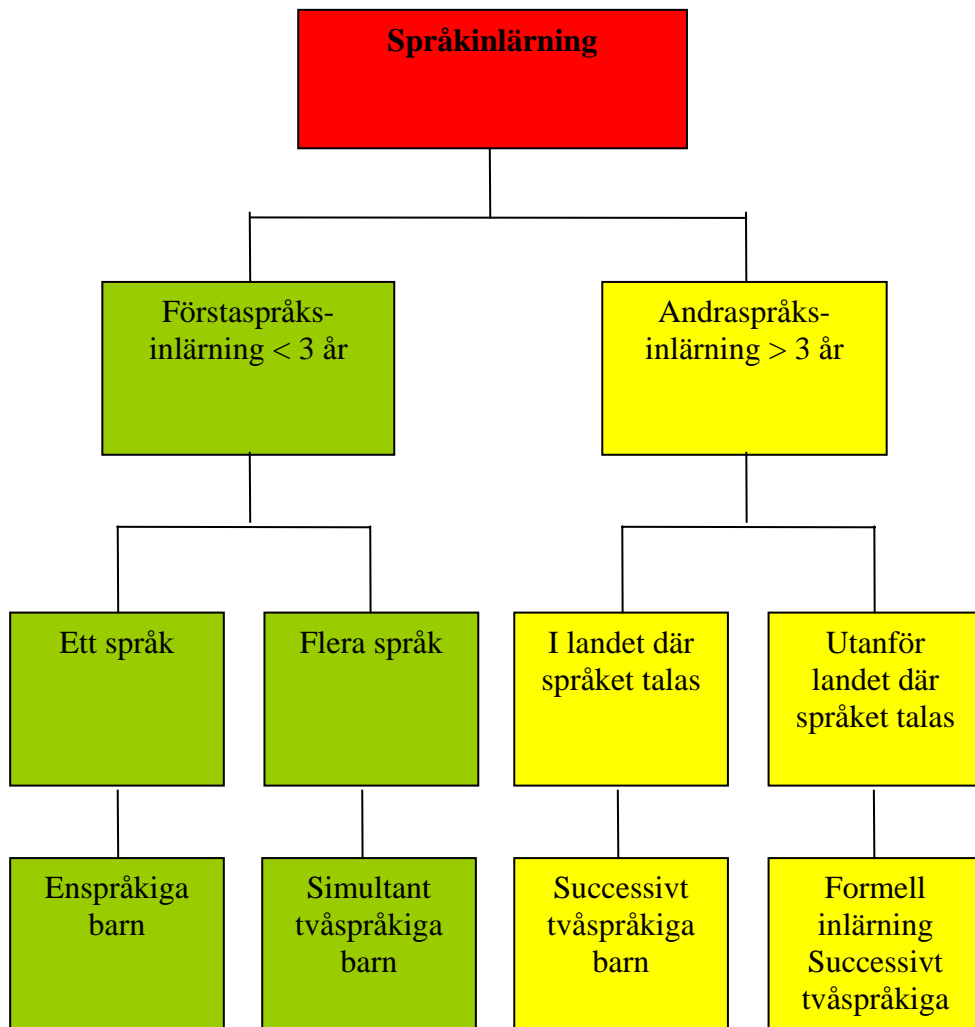 Språkinlärning
Förstaspråks-
inlärning < 3 år
Andraspråks-
inlärning > 3 år
Ett språk
Flera språk
I landet där
språket talas
Utanför
landet där
språket talas
Enspråkiga
barn
Simultant
tvåspråkiga
barn
Successivt
tvåspråkiga
barn
Formell
inlärning
Successivt
tvåspråkiga